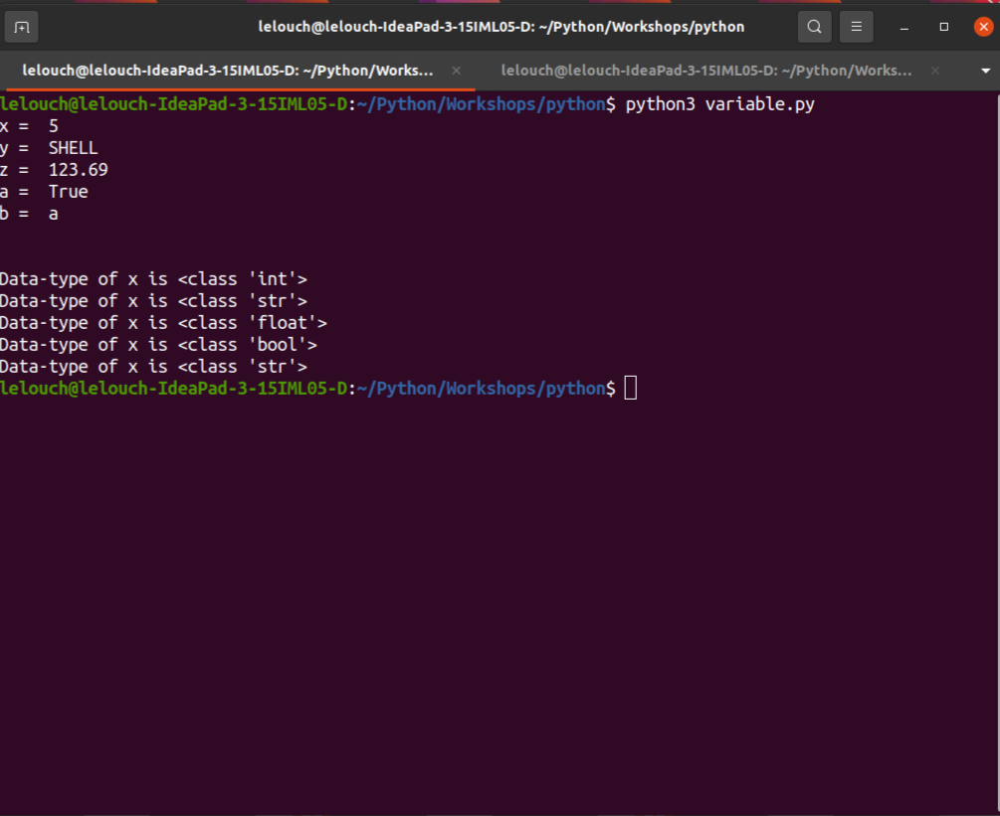 lelouch@lelouch-IdeaPad-3-15IML05-D: ~/Python/Workshops/python
lelouch@lelouch-IdeaPad-3-15IML05-D: ~/Python/Works...
lelouch@lelouch-IdeaPad-3-15IML05-D: ~/Python/Works...
lelouch@lelouch-IdeaPad-3-15IML05-D:~/Python/Workshops/python$ python3 variable.py
x =  5
y =  SHELL
z =  123.69
a =  True
b =  a
Data-type of x is <class 'int'>
Data-type of x is <class 'str'>
Data-type of x is <class 'float'>
Data-type of x is <class 'bool'>
Data-type of x is <class 'str'>
lelouch@lelouch-IdeaPad-3-15IML05-D:~/Python/Workshops/python$